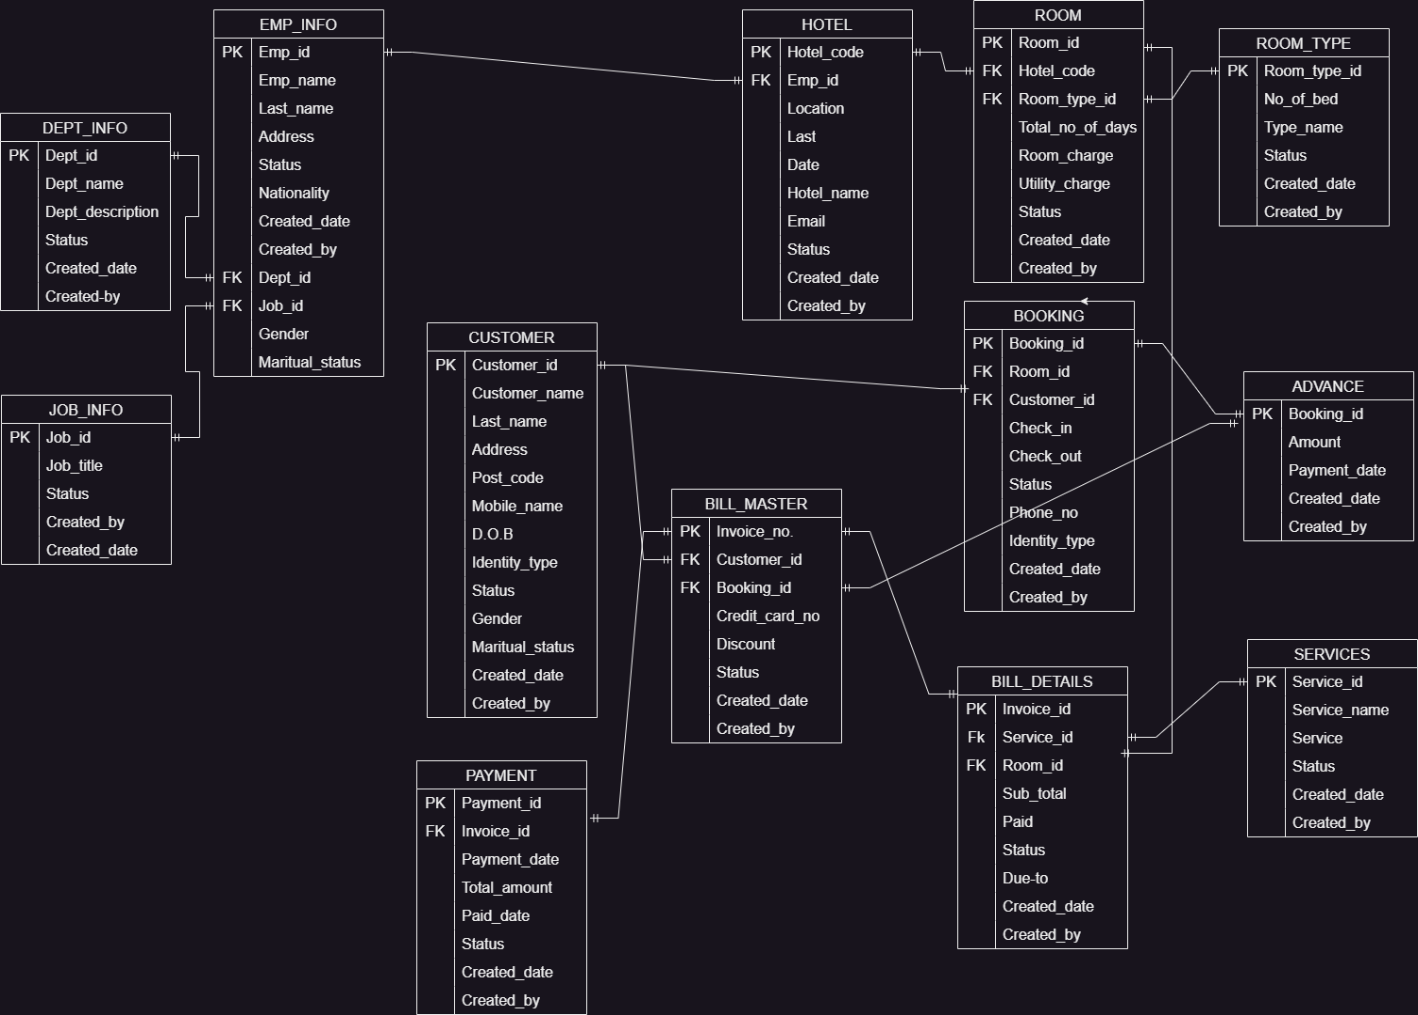 EMP_INFO
PK Emp_id
Emp_name
Last_name
Address
Status
Nationality
Created_date
Created_by
FK Dept_id
FK Job_id
Gender
Maritual_status
HOTEL
PK Hotel_code
FK Emp_id
Location
Last
Date
Hotel_name
Email
Status
Created_date
Created_by
ROOM
PK Room_id
FK Hotel_code
FK Room_type_id
Total_no_of_days
Room_charge
Utility_charge
Status
Created_date
Created_by
ROOM_TYPE
PK Room_type_id
No_of_bed
Type_name
Status
Created_date
Created_by
DEPT_INFO
PK Dept_id
Dept_name
Dept_description
Status
Created_date
Created-by
JOB_INFO
PK Job_id
Job_title
Status
Created_by
Created_date
CUSTOMER
PK Customer_id
Customer_name
Last_name
Address
Post_code
Mobile_name
D.O.B
Identity_type
Status
Gender
Maritual_status
Created_date
Created_by
BOOKING
PK Booking_id
FK Room_id
FK Customer_id
Check_in
Check_out
Status
Phone_no
Identity_type
Created_date
Created_by
ADVANCE
PK Booking_id
Amount
Payment_date
Created_date
Created_by
BILL_MASTER
PK Invoice_no.
FK Customer_id
FK Booking_id
Credit_card_no
Discount
Status
Created_date
Created_by
PAYMENT
PK Payment_id
FK Invoice_id
Payment_date
Total_amount
Paid_date
Status
Created_date
Created_by
BILL_DETAILS
PK Invoice_id
Fk Service_id
FK Room_id
Sub_total
Paid
Status
Due-to
Created_date
Created_by
SERVICES
PK Service_id
Service_name
Service
Status
Created_date
Created_by